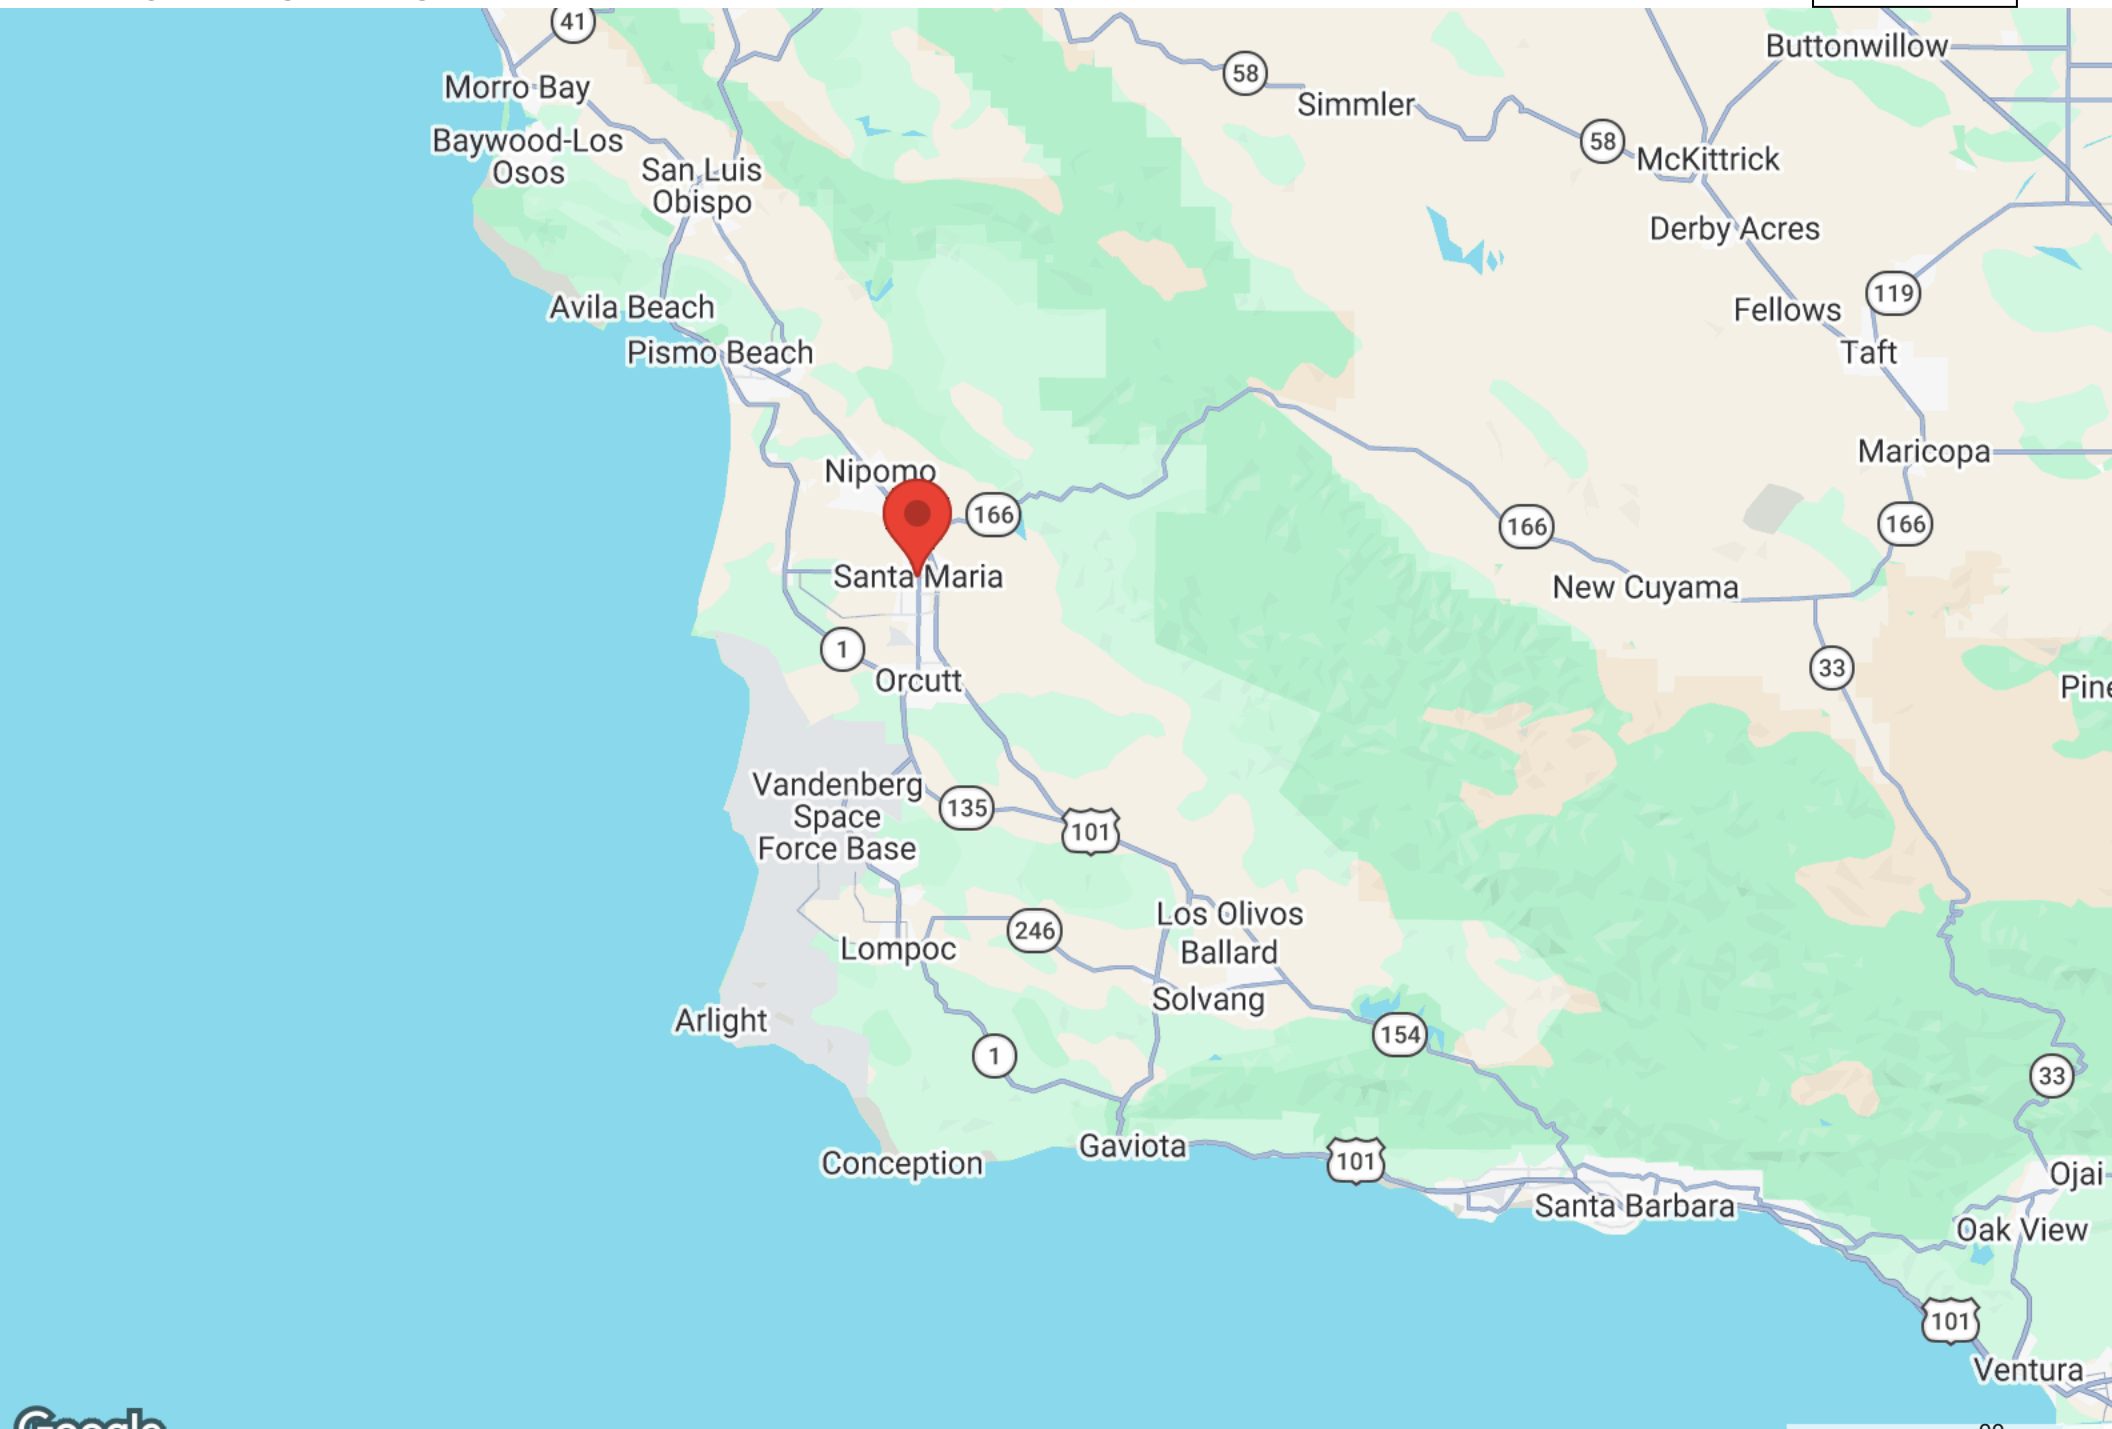 41
58
Buttonwillow
Morro Bay
Simmler
Baywood-Los
Osos
58
McKittrick
San Luis
Obispo
Derby Acres
119
Avila Beach
Fellows
Pismo Beach
Taft
Nipomo
Maricopa
166
166
166
Santa Maria
New Cuyama
1
33
Orcutt
Pine
Vandenberg
Space
Force Base
135
101
Los Olivos
246
Lompoc
Ballard
Solvang
Arlight
154
1
33
Gaviota
Conception
101
Ojai
Santa Barbara
Oak View
101
Ventura
Google